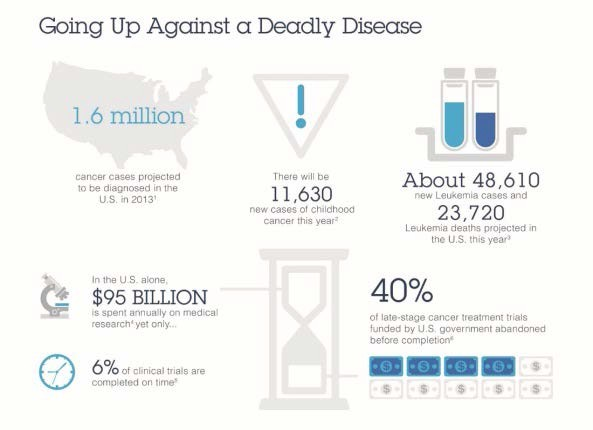 Going Up Against a Deadly Disease
1.6 million
cancer cases projected
to be diagnosed in the
U.S. in 2013¹
!
There will be
11,630
new cases of childhood
cancer this year²
About 48,610
new Leukemia cases and
23,720
Leukemia deaths projected in
the U.S. this year³
In the U.S. alone,
$95 BILLION
is spent annually on medical
research⁴ yet only...
6% of clinical trials are
completed on time⁵
40%
of late-stage cancer treatment trials
funded by U.S. government abandoned
before completion⁶
$ $ $ $ $
$ $ $ $ $